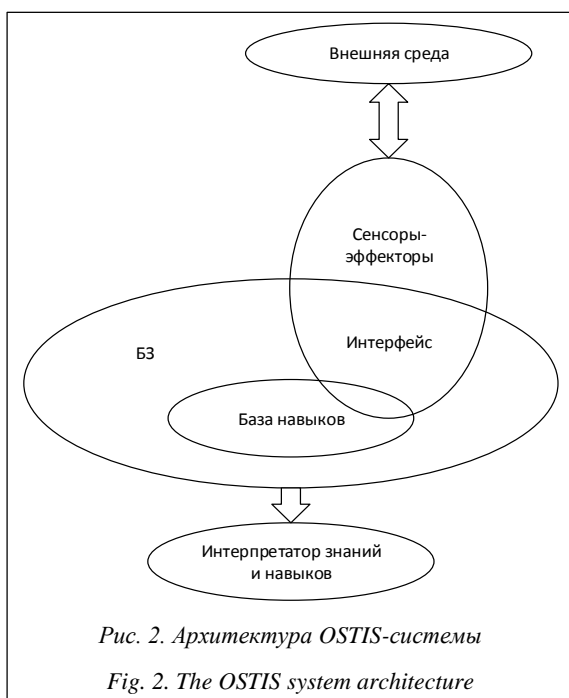 Внешняя среда
Сенсоры-
эффекторы
БЗ
Интерфейс
База навыков
Интерпретатор знаний
и навыков
Рис. 2. Архитектура OSTIS-системы
Fig. 2. The OSTIS system architecture